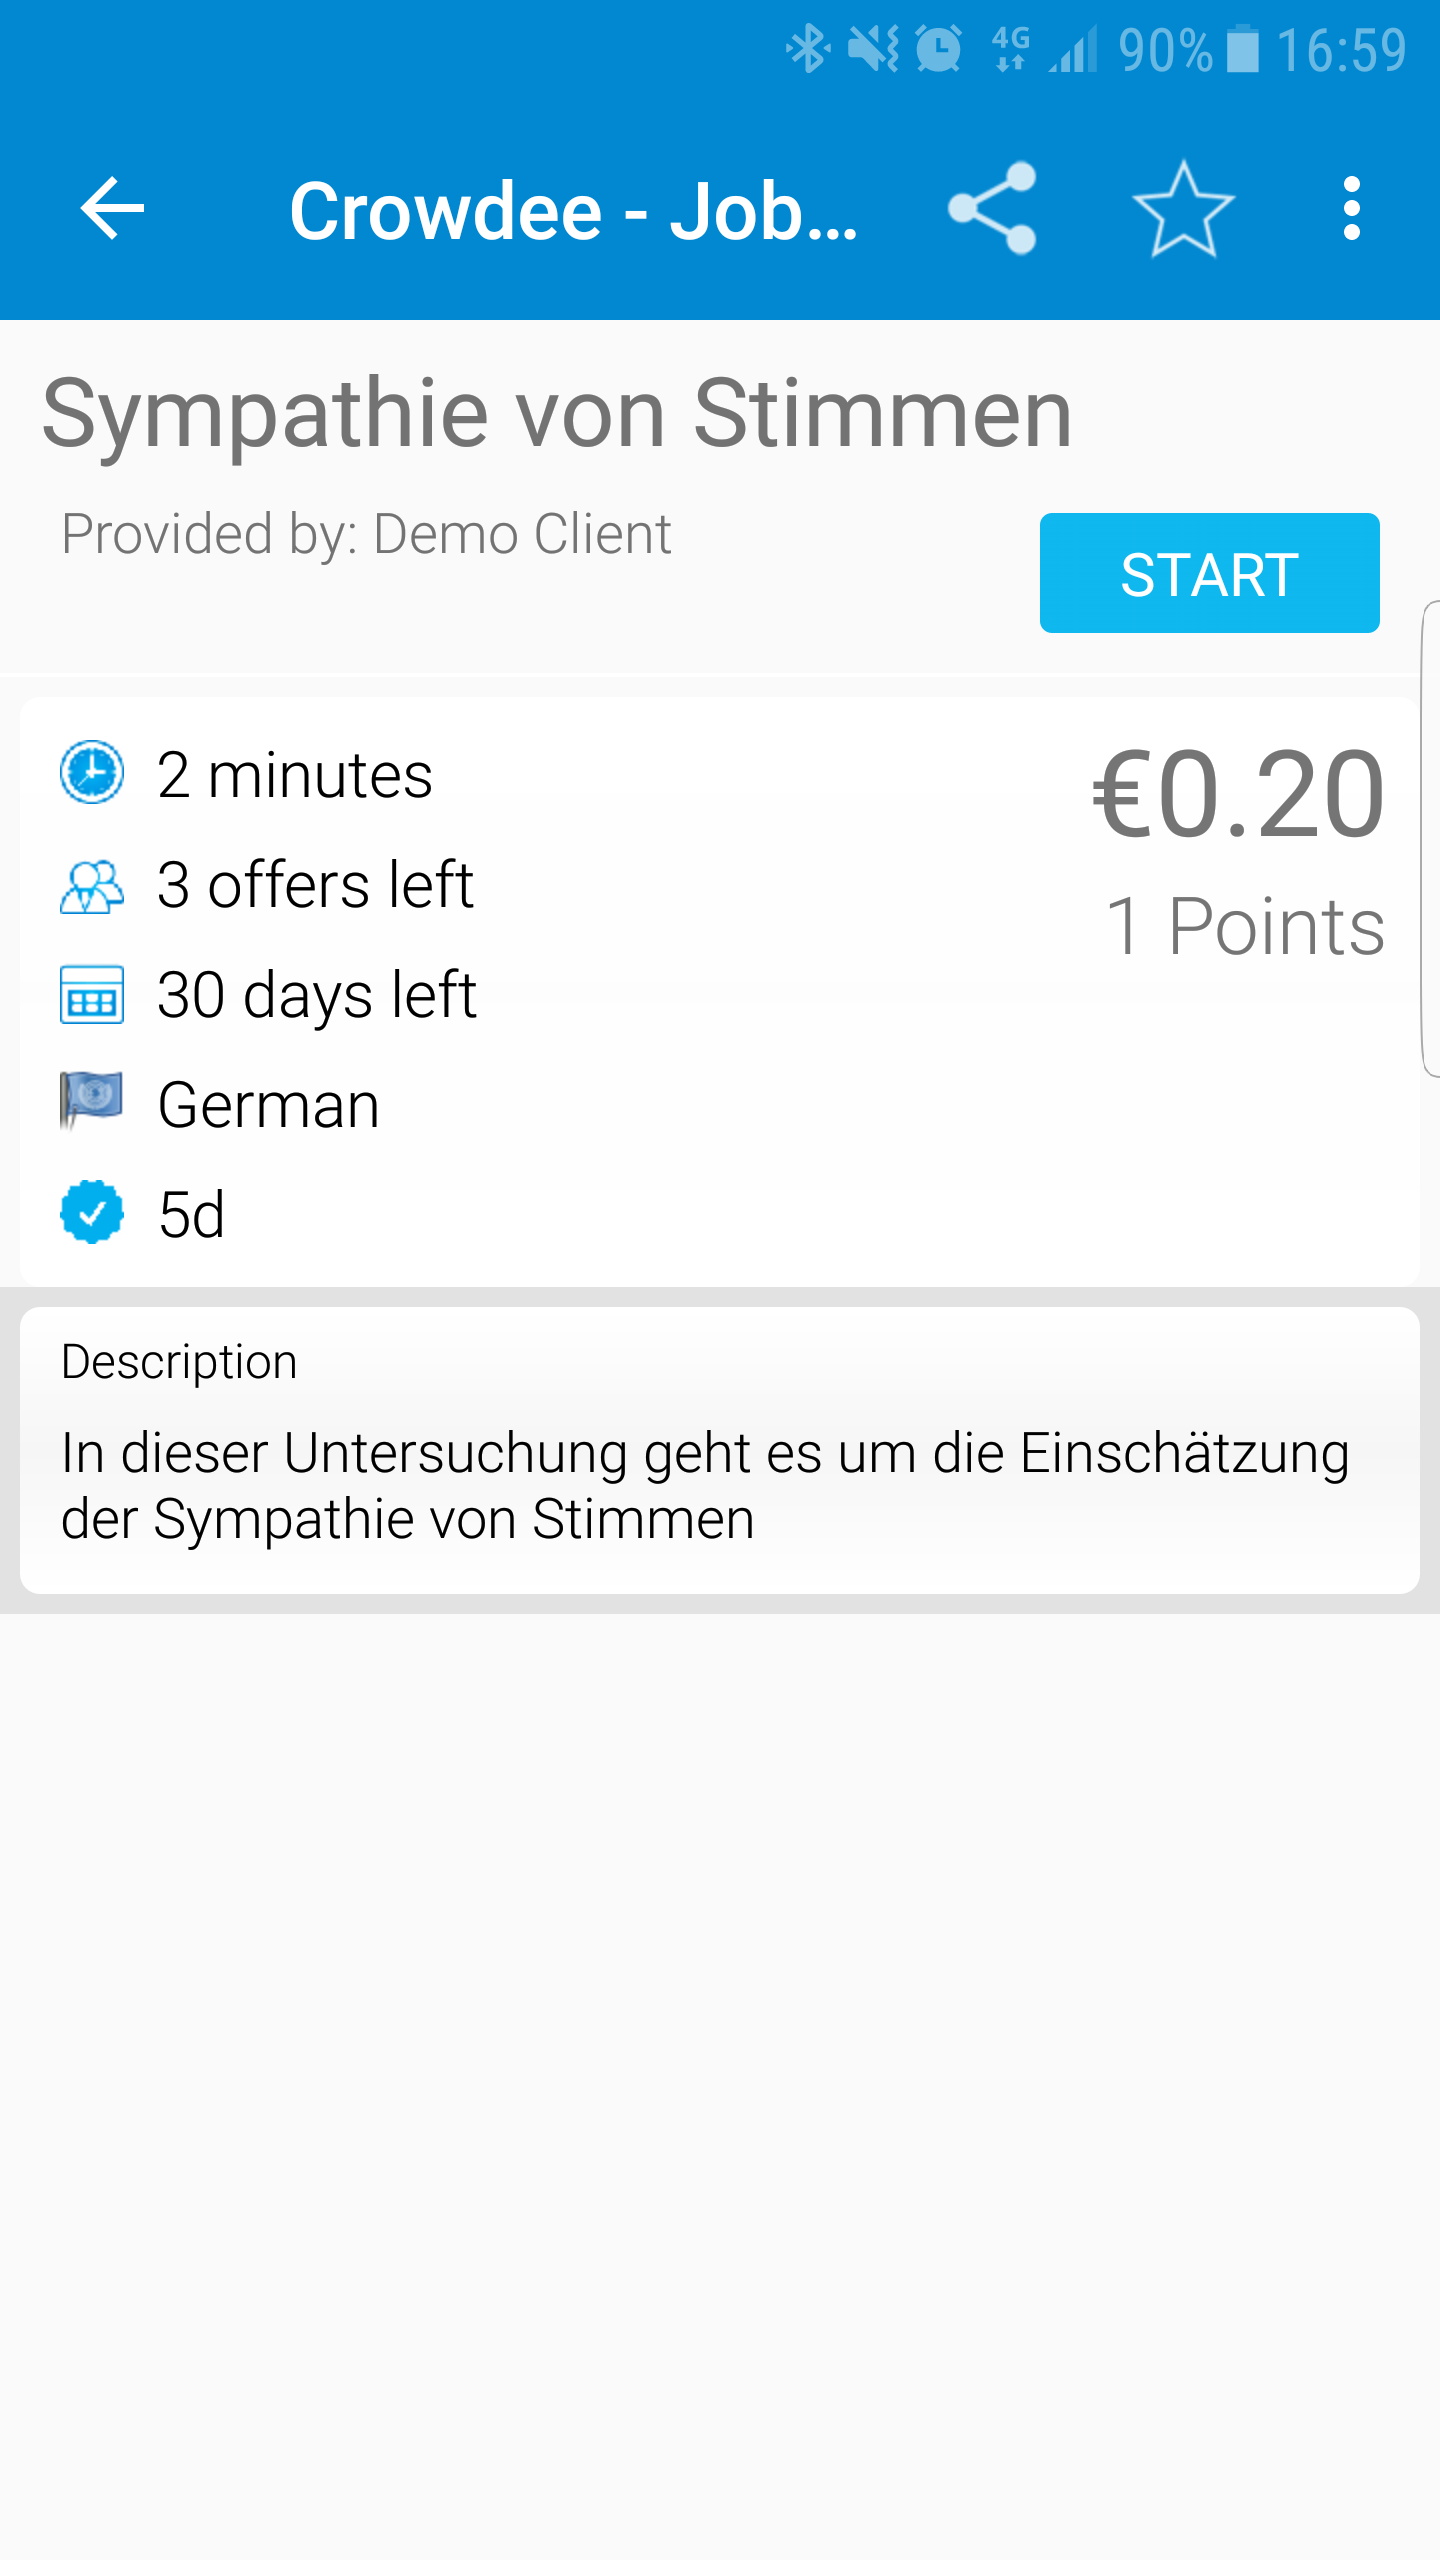 4G 90% 16:59
Crowdee - Job...
Sympathie von Stimmen
Provided by: Demo Client
START
2 minutes
€0.20
3 offers left
1 Points
30 days left
German
5d
Description
In dieser Untersuchung geht es um die Einschätzung
der Sympathie von Stimmen